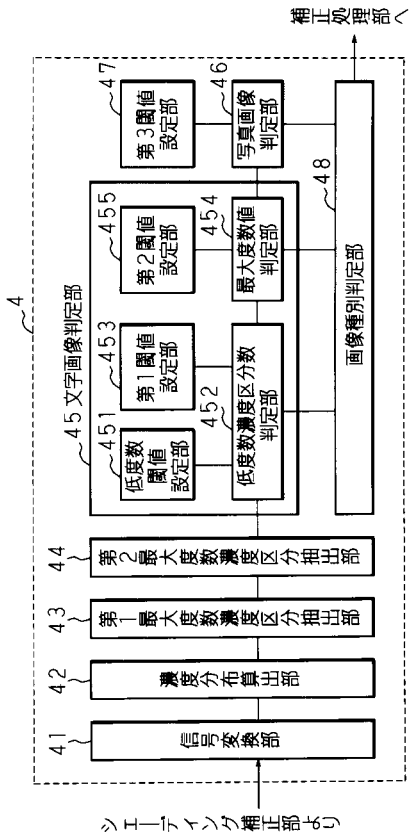 4
シェーディング補正部より
41
信号変換部
42
濃度分布算出部
43
第1最大度数濃度区分抽出部
44
第2最大度数濃度区分抽出部
45文字画像判定部
451
低度数
閾値
設定部
453
第1閾値
設定部
452
低度数濃度区分数
判定部
455
第2閾値
設定部
454
最大度数値
判定部
47
第3閾値
設定部
46
写真画像
判定部
48
画像種別判定部
補正処理部へ